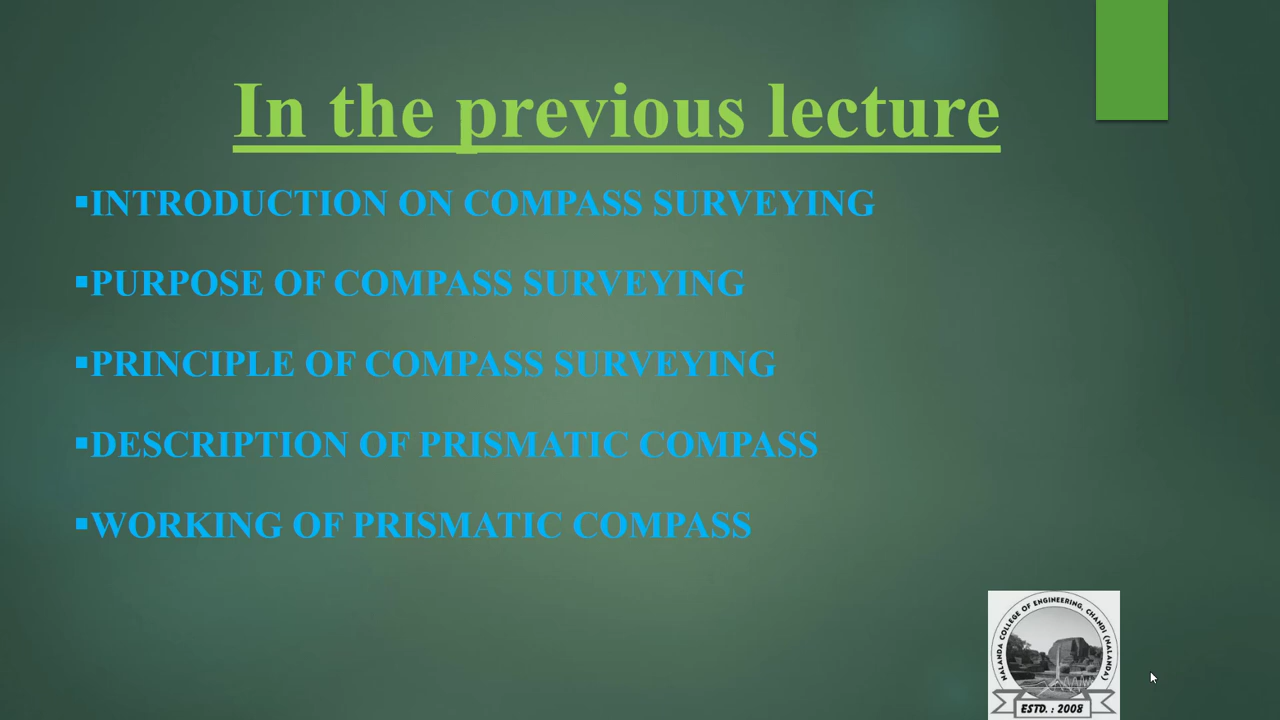 In the previous lecture
▪INTRODUCTION ON COMPASS SURVEYING
▪PURPOSE OF COMPASS SURVEYING
▪PRINCIPLE OF COMPASS SURVEYING
▪DESCRIPTION OF PRISMATIC COMPASS
▪WORKING OF PRISMATIC COMPASS
NALANDA COLLEGE OF ENGINEERING, CHANDI (NALANDA)
ESTD. : 2008